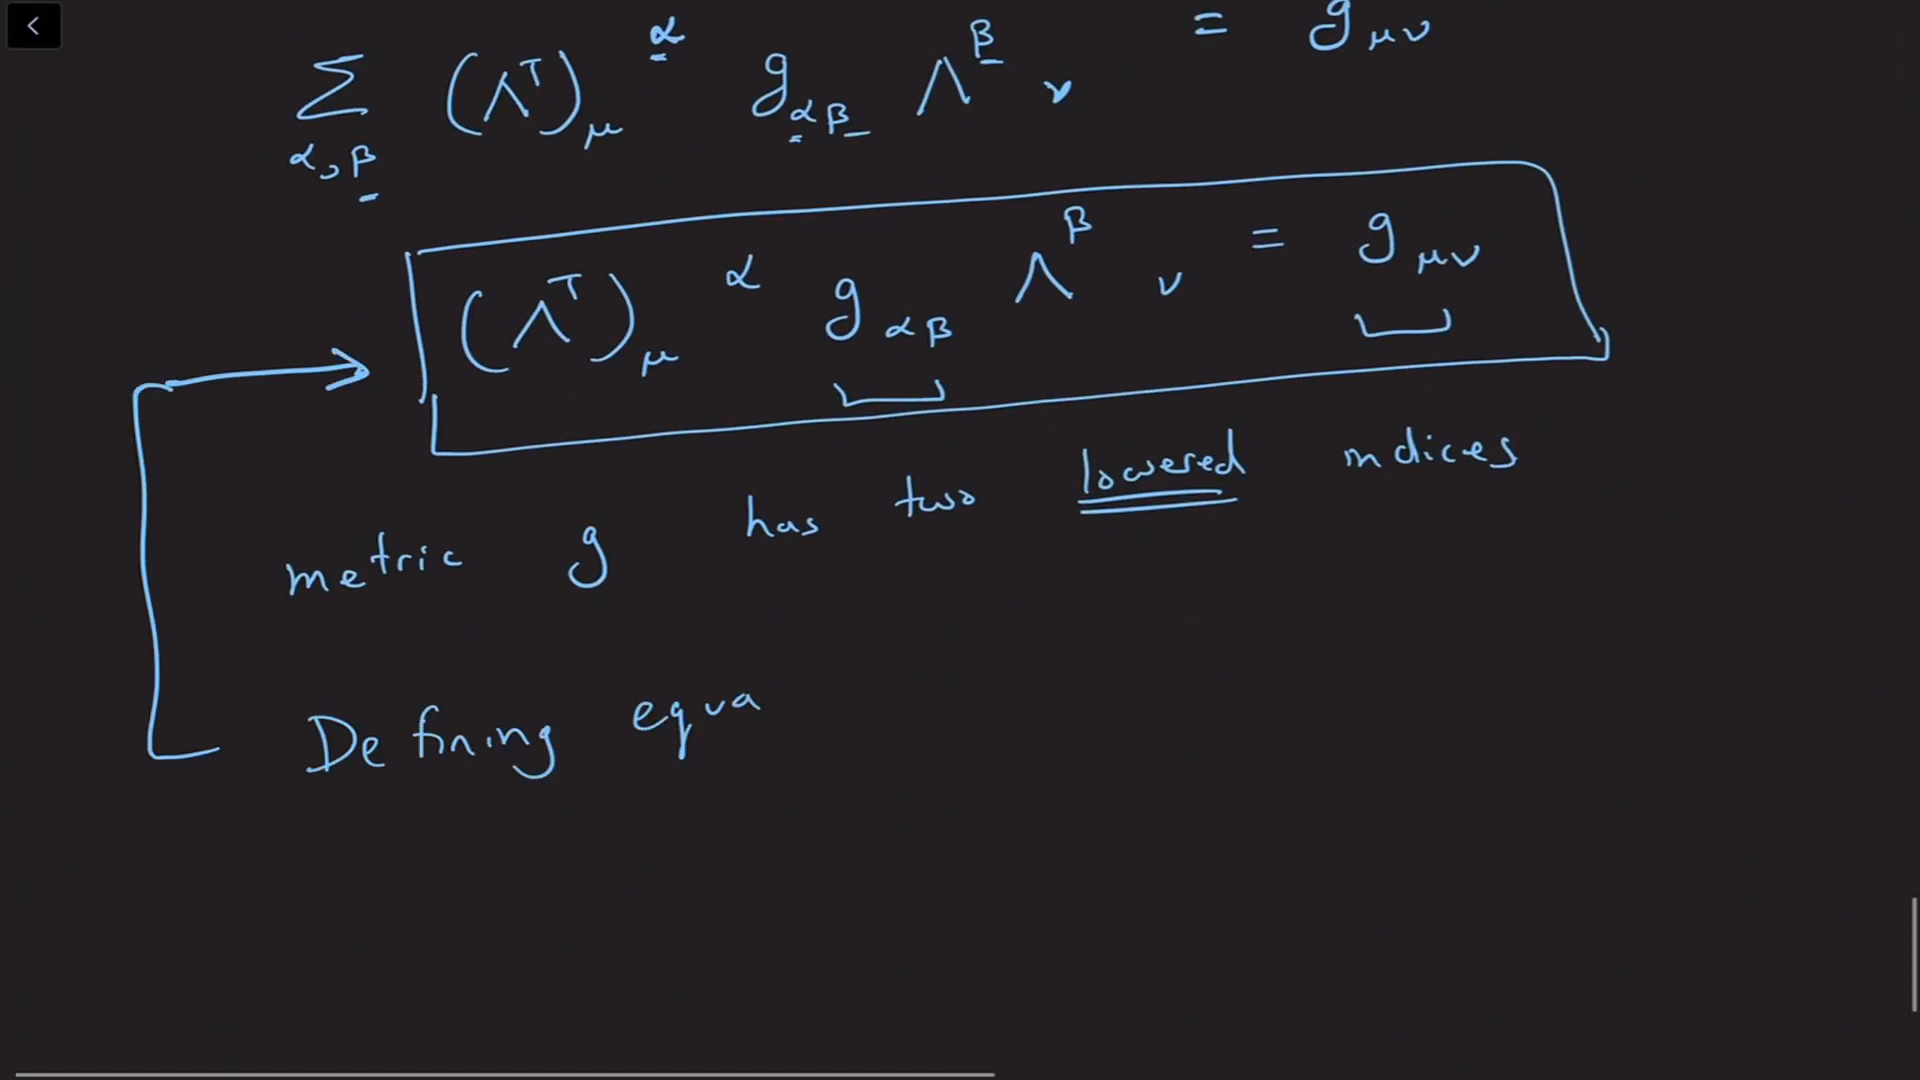 ∑_{α,β} (Λ^T)_μ^α g_{αβ} Λ^β_ν = g_{μν}
(Λ^T)_μ^α g_{αβ} Λ^β_ν = g_{μν}
metric g has two lowered indices
Defining equa